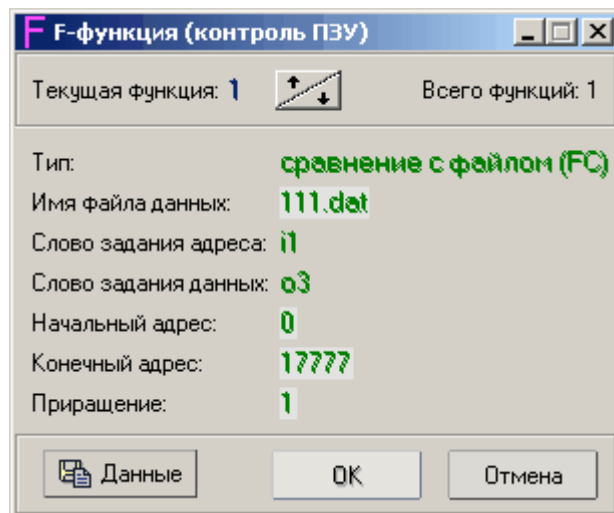 F F-функция (контроль ПЗУ)
Текущая функция: 1 Всего функций: 1
Тип: сравнение с файлом (FC)
Имя файла данных: 111.dat
Слово задания адреса: i1
Слово задания данных: o3
Начальный адрес: 0
Конечный адрес: 17777
Приращение: 1
Данные OK Отмена